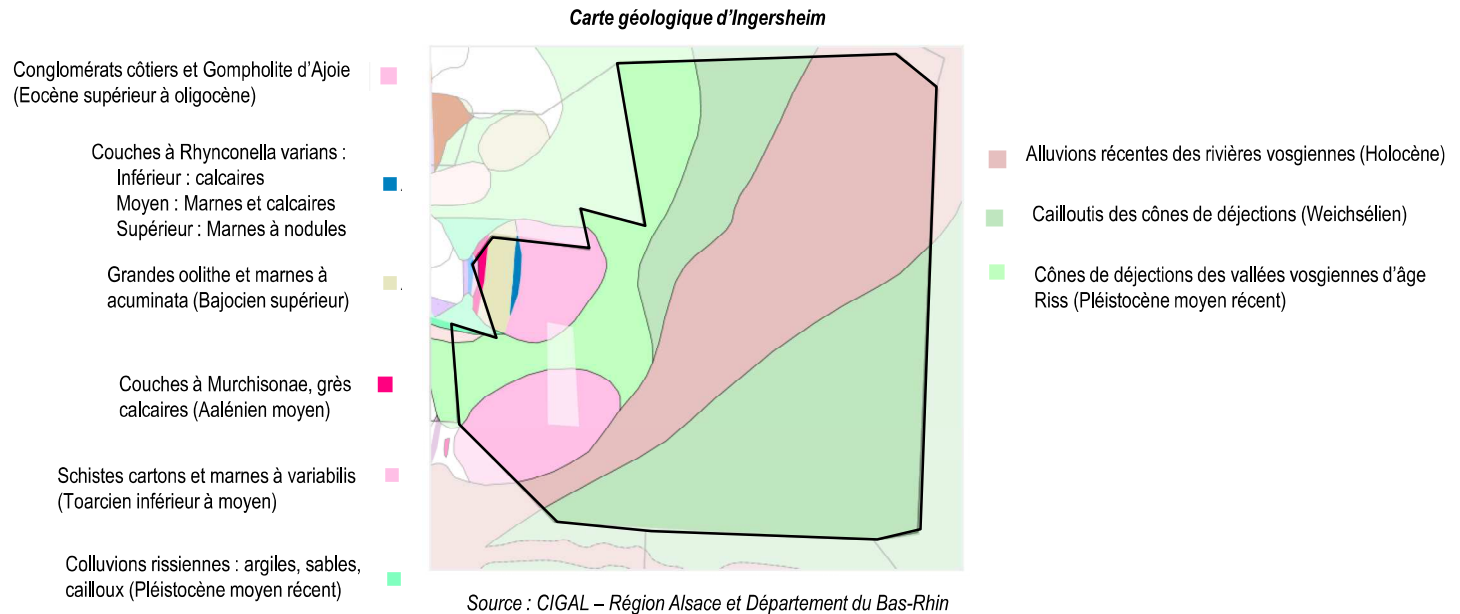 Carte géologique d'Ingersheim
Conglomérats côtiers et Gompholite d'Ajoie
(Eocène supérieur à oligocène)
Couches à Rhynconella varians :
Inférieur : calcaires
Moyen : Marnes et calcaires
Supérieur : Marnes à nodules
Grandes oolithe et marnes à
acuminata (Bajocien supérieur)
Couches à Murchisonae, grès
calcaires (Aalénien moyen)
Schistes cartons et marnes à variabilis
(Toarcien inférieur à moyen)
Colluvions rissiennes : argiles, sables,
cailloux (Pléistocène moyen récent)
Alluvions récentes des rivières vosgiennes (Holocène)
Cailloutis des cônes de déjections (Weichsélien)
Cônes de déjections des vallées vosgiennes d'âge
Riss (Pléistocène moyen récent)
Source : CIGAL – Région Alsace et Département du Bas-Rhin